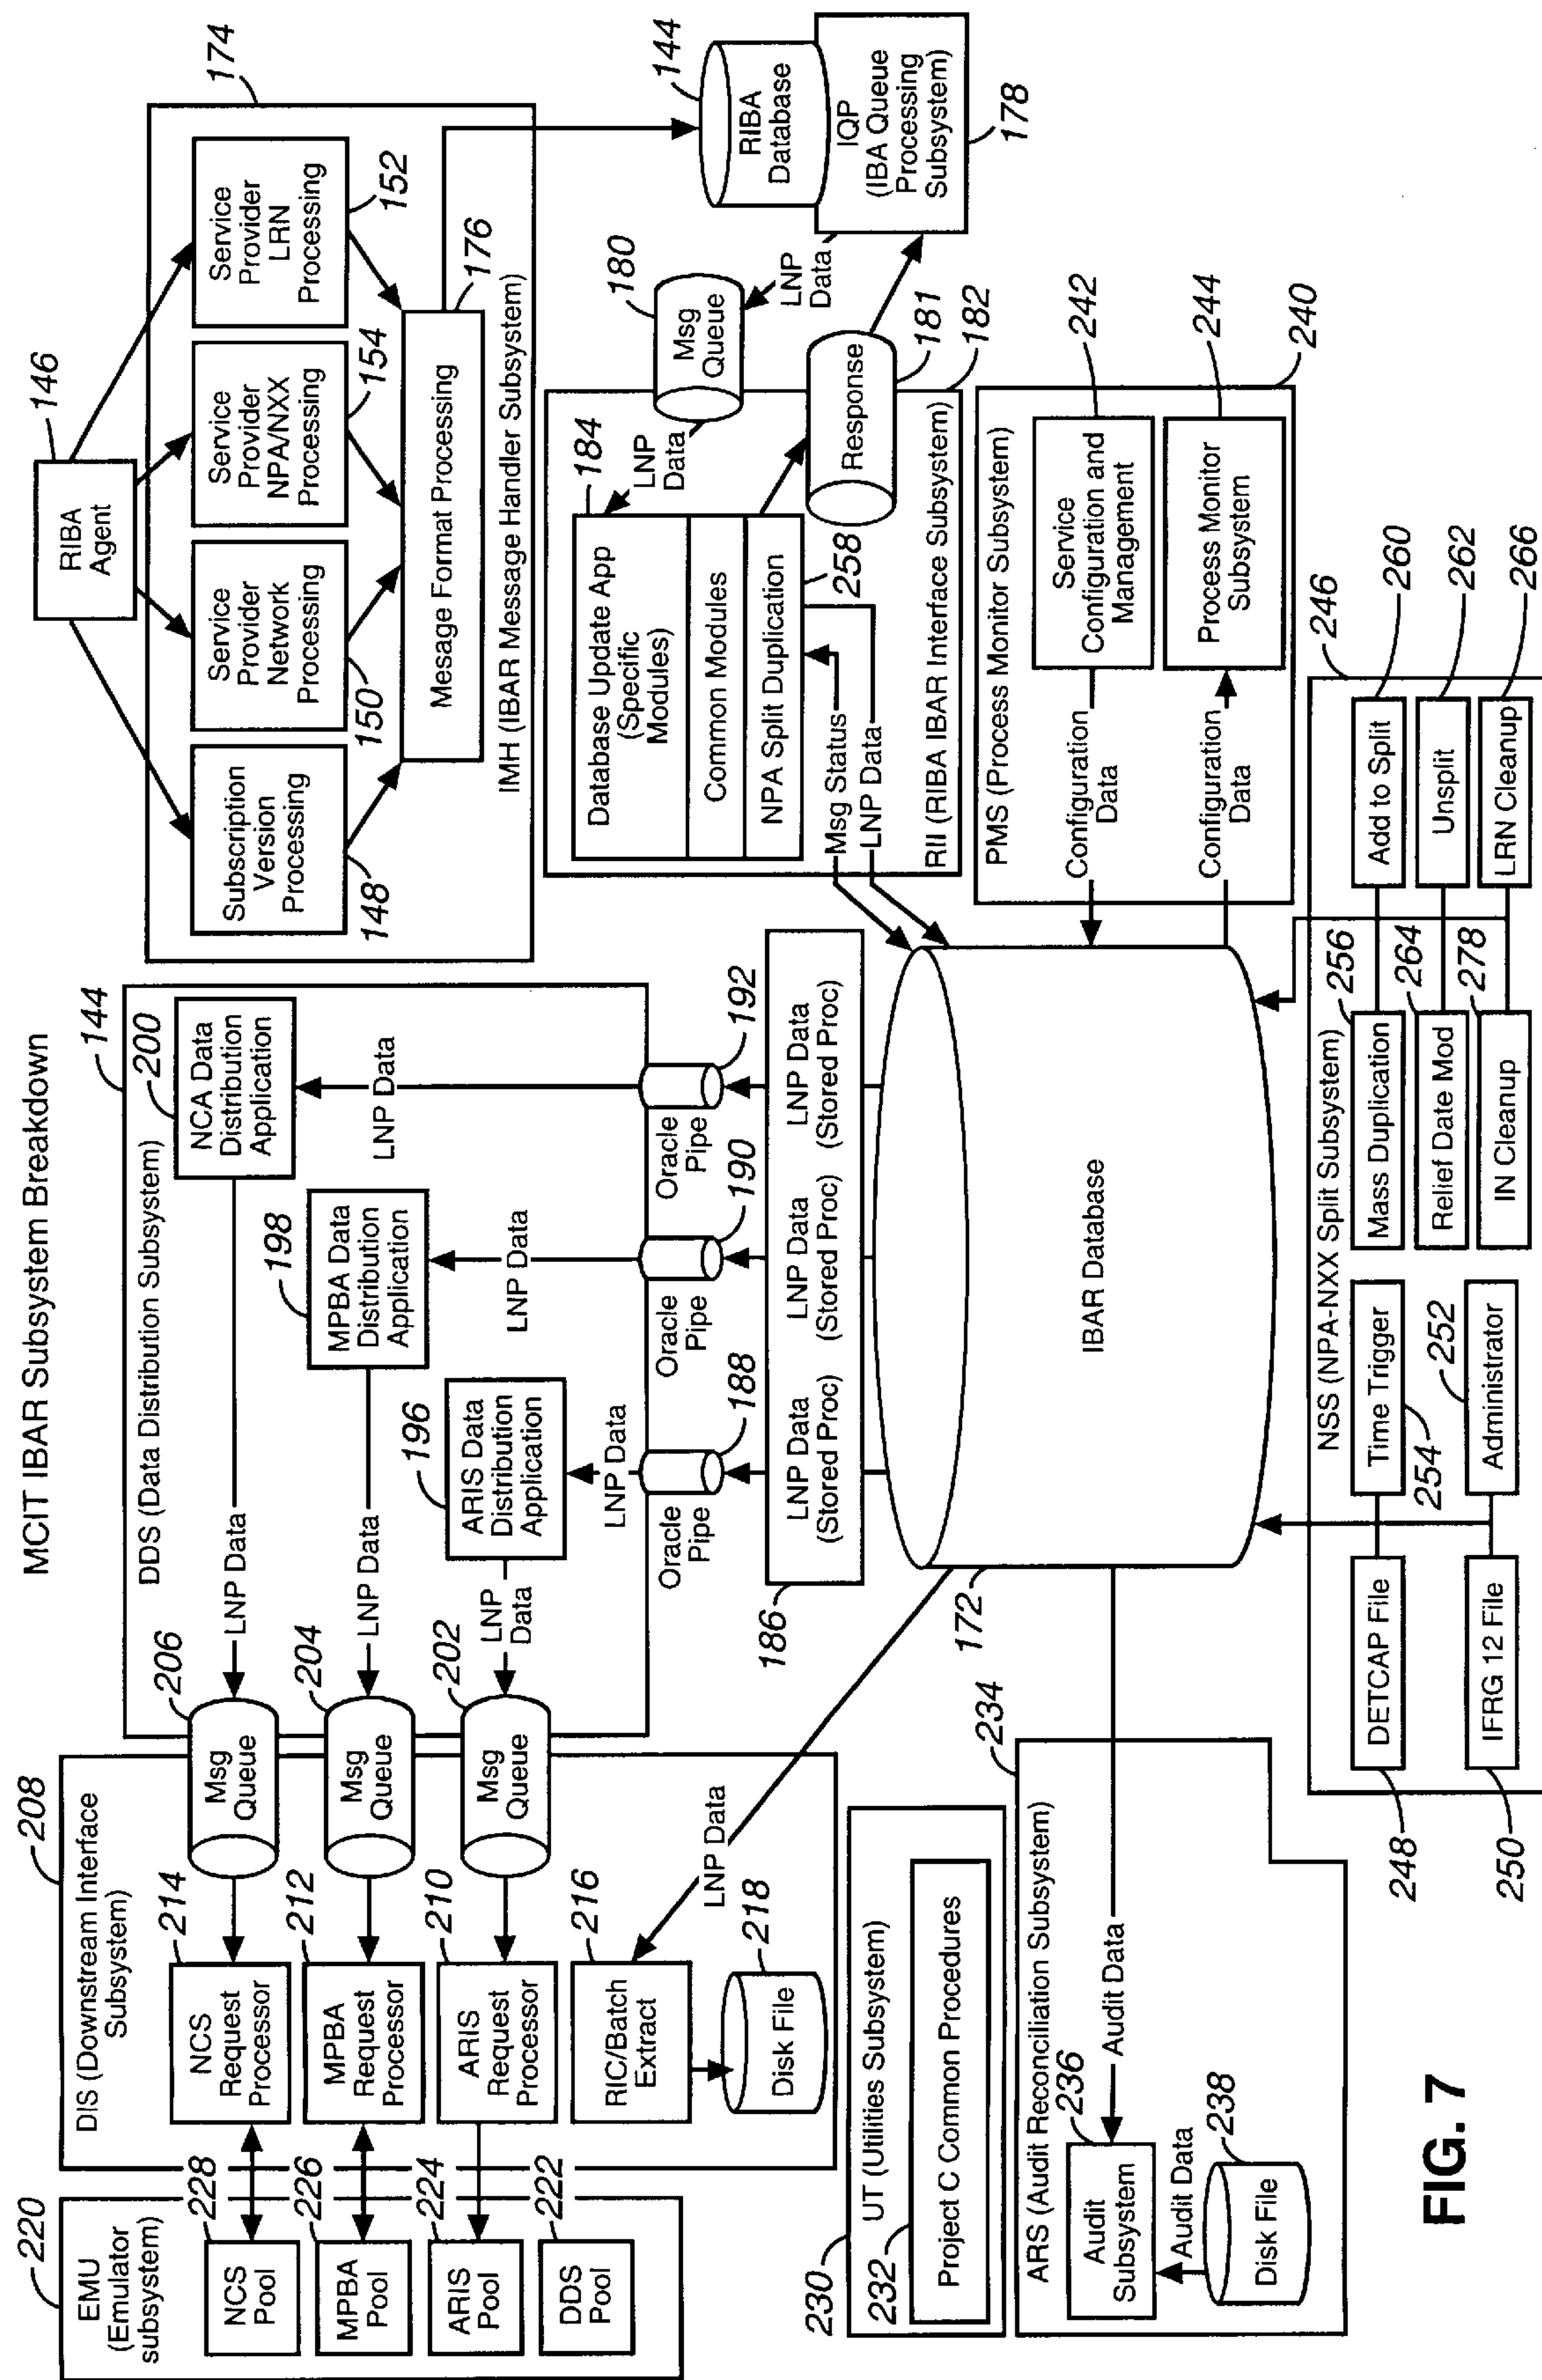 MCIT IBAR Subsystem Breakdown
220
EMU
(Emulator
subsystem)
228
NCS
Pool
226
MPBA
Pool
224
ARIS
Pool
222
DDS
Pool
208
DIS (Downstream Interface
Subsystem)
214
NCS
Request
Processor
212
MPBA
Request
Processor
210
ARIS
Request
Processor
216
RIC/Batch
Extract
218
Disk File
LNP Data
206
Msg
Queue
204
Msg
Queue
202
Msg
Queue
144
DDS (Data Distribution Subsystem)
LNP Data
LNP Data
LNP
Data
200
NCA Data
Distribution
Application
198
MPBA Data
Distribution
Application
196
ARIS Data
Distribution
Application
LNP Data
LNP Data
LNP Data
Oracle
Pipe
188
Oracle
Pipe
190
Oracle
Pipe
192
186
LNP Data
(Stored Proc)
LNP Data
(Stored Proc)
LNP Data
(Stored Proc)
172
IBAR Database
146
RIBA
Agent
174
Subscription
Version
Processing
148
Service
Provider
Network
Processing
150
Service
Provider
NPA/NXX
Processing
154
Service
Provider
LRN
Processing
152
Message Format Processing
176
IMH (IBAR Message Handler Subsystem)
144
RIBA
Database
IQP
(IBA Queue
Processing
Subsystem)
178
180
Msg
Queue
LNP
Data
LNP
Data
184
Database Update App
(Specific
Modules)
Common Modules
NPA Split Duplication
258
Response
181
182
Msg Status
LNP Data
RII (RIBA IBAR Interface Subsystem)
PMS (Process Monitor Subsystem)
Configuration
Data
Service
Configuration and
Management
242
Configuration
Data
Process Monitor
Subsystem
244
240
230
UT (Utilities Subsystem)
232
Project C Common Procedures
234
ARS (Audit Reconciliation Subsystem)
236
Audit
Subsystem
Audit Data
Audit Data
238
Disk File
246
NSS (NPA-NXX Split Subsystem)
DETCAP File
248
IFRG 12 File
250
Time Trigger
254
Administrator
252
256
Mass Duplication
264
Relief Date Mod
278
IN Cleanup
Add to Split
260
Unsplit
262
LRN Cleanup
266
FIG. 7